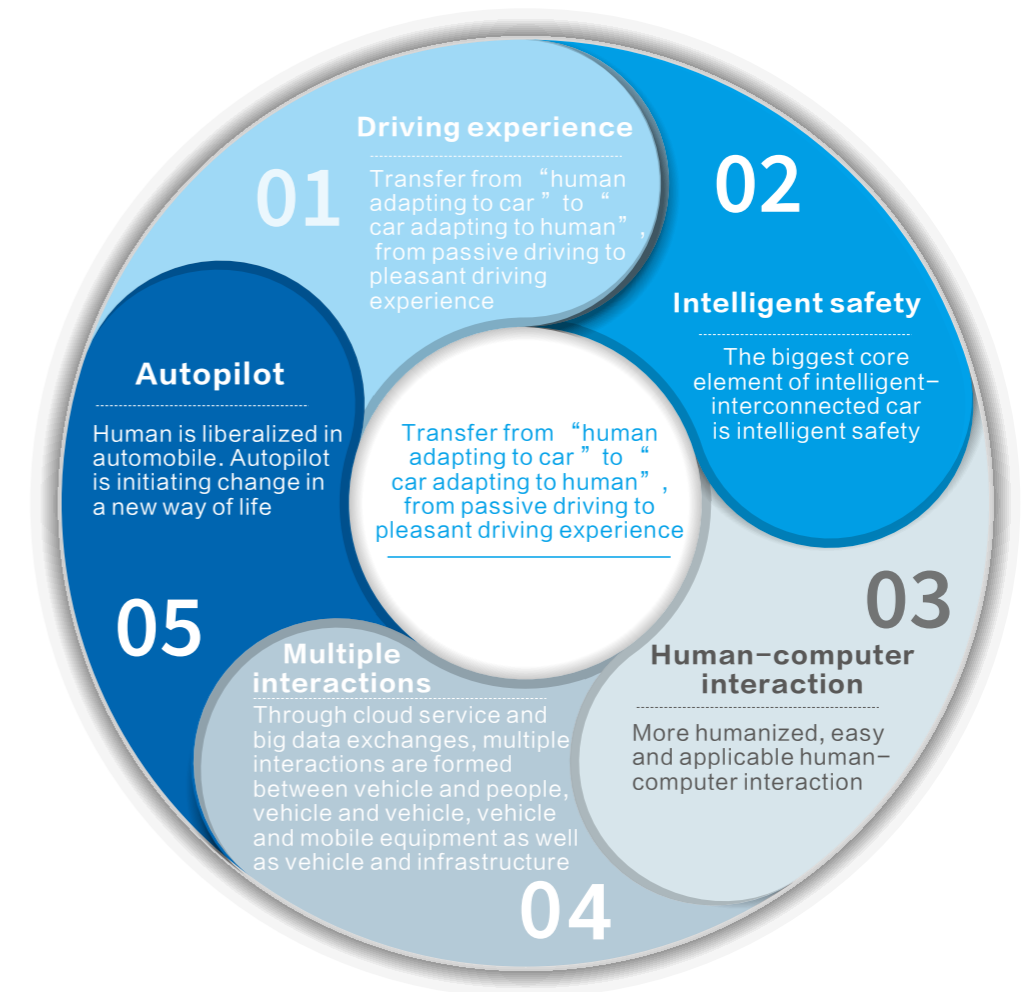 Driving experience
01
Transfer from “human
adapting to car ” to “
car adapting to human”,
from passive driving to
pleasant driving
experience
02
Intelligent safety
The biggest core
element of intelligent-
interconnected car
is intelligent safety
03
Human-computer
interaction
More humanized, easy
and applicable human-
computer interaction
Multiple
interactions
Through cloud service and
big data exchanges, multiple
interactions are formed
between vehicle and people,
vehicle and vehicle, vehicle
and mobile equipment as well
as vehicle and infrastructure
04
Autopilot
Human is liberalized in
automobile. Autopilot
is initiating change in
a new way of life
05
Transfer from “human
adapting to car ” to “
car adapting to human”,
from passive driving to
pleasant driving experience